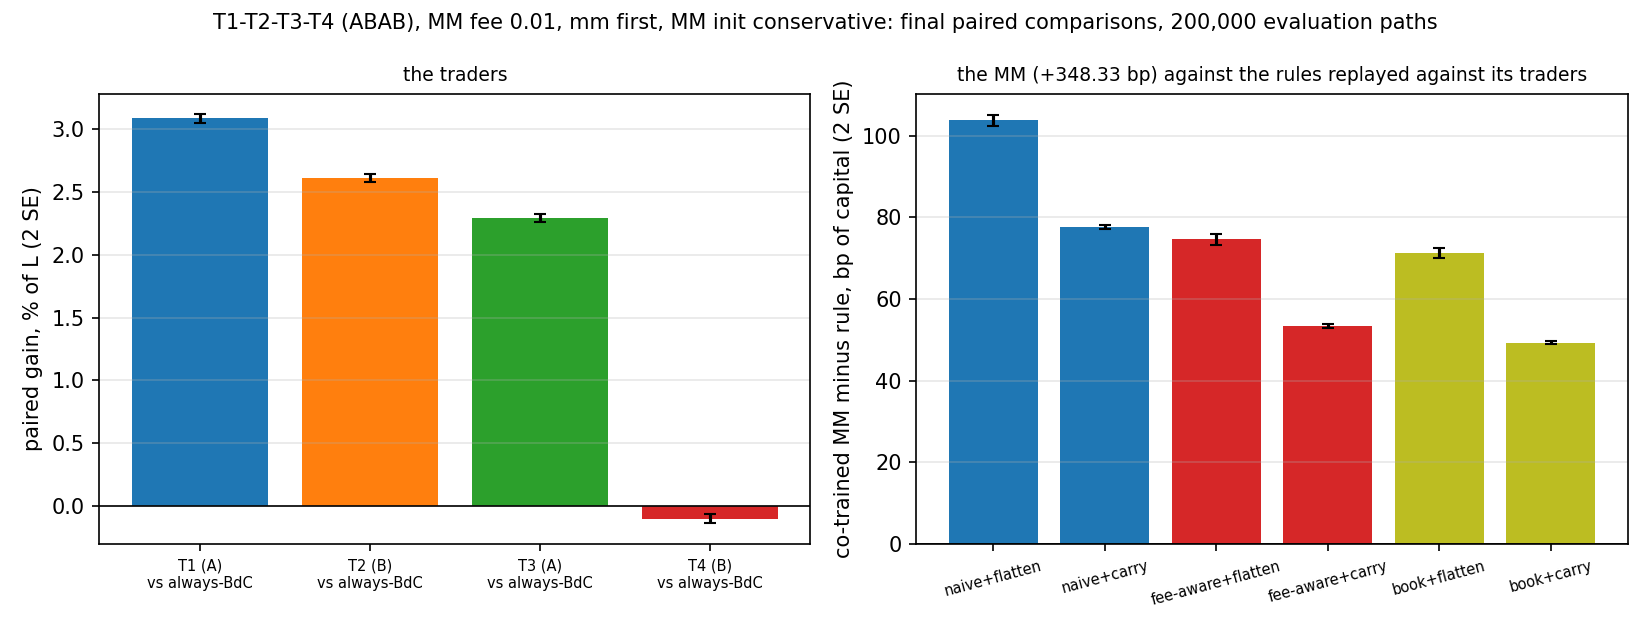 T1-T2-T3-T4 (ABAB), MM fee 0.01, mm first, MM init conservative: final paired comparisons, 200,000 evaluation paths
the traders
paired gain, % of L (2 SE)
3.0
2.5
2.0
1.5
1.0
0.5
0.0
T1 (A)
vs always-BdC
T2 (B)
vs always-BdC
T3 (A)
vs always-BdC
T4 (B)
vs always-BdC
the MM (+348.33 bp) against the rules replayed against its traders
co-trained MM minus rule, bp of capital (2 SE)
100
80
60
40
20
0
naive+flatten
naive+carry
fee-aware+flatten
fee-aware+carry
book+flatten
book+carry